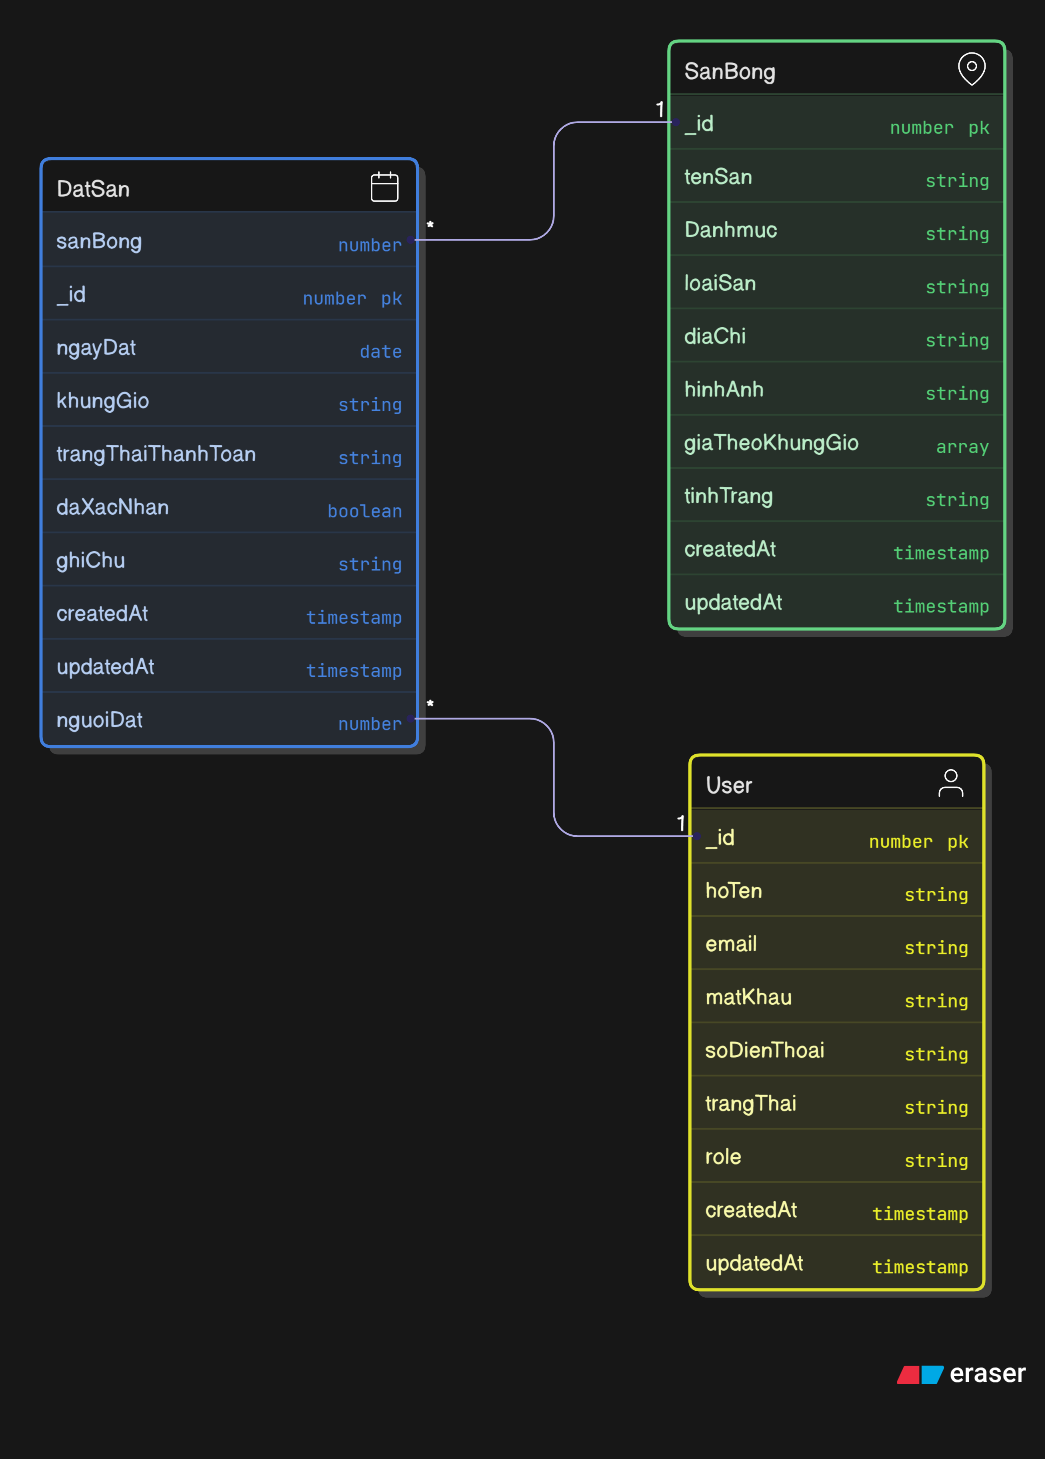 SanBong
1
_id number pk
tenSan string
Danhmuc string
loaiSan string
diaChi string
hinhAnh string
giaTheoKhungGio array
tinhTrang string
createdAt timestamp
updatedAt timestamp
DatSan
*
sanBong number
_id number pk
ngayDat date
khungGio string
trangThaiThanhToan string
daXacNhan boolean
ghiChu string
createdAt timestamp
updatedAt timestamp
*
nguoiDat number
User
1
_id number pk
hoTen string
email string
matKhau string
soDienThoai string
trangThai string
role string
createdAt timestamp
updatedAt timestamp
eraser